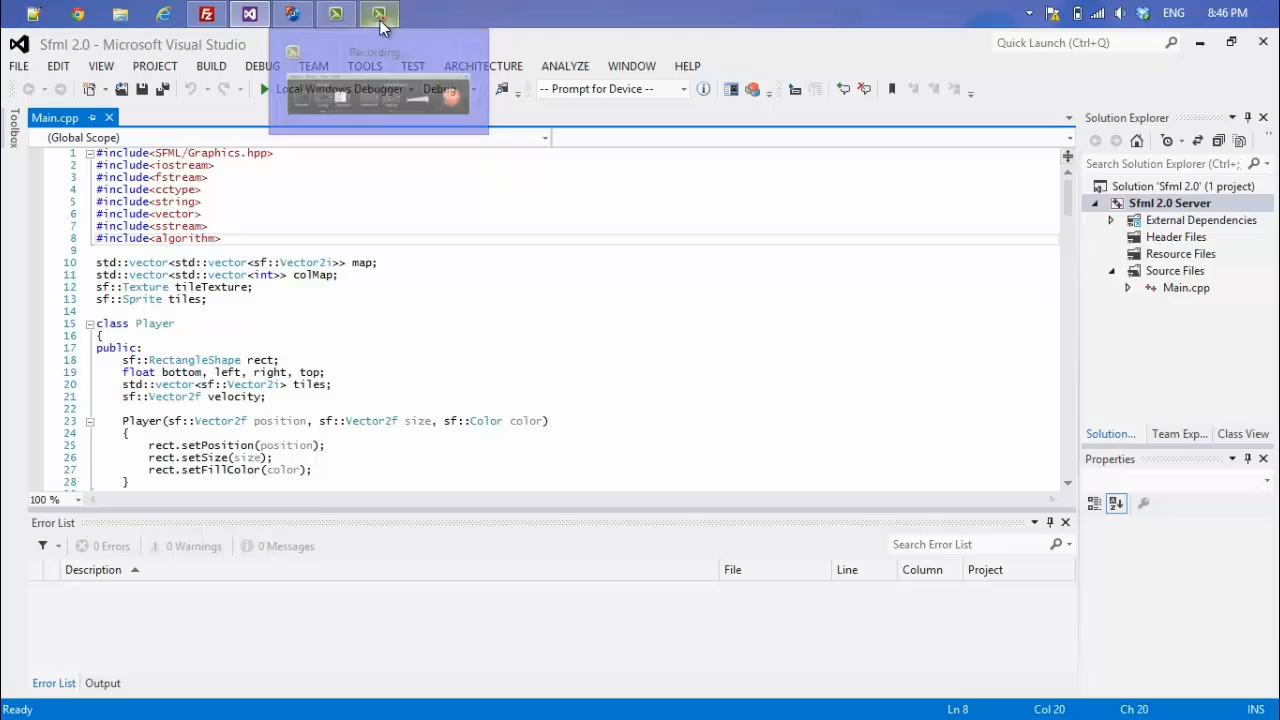 ENG 8:46 PM
Sfml 2.0 - Microsoft Visual Studio
Quick Launch (Ctrl+Q)
Recording...
FILE EDIT VIEW PROJECT BUILD DEBUG TEAM TOOLS TEST ARCHITECTURE ANALYZE WINDOW HELP
Local Windows Debugger Debug -- Prompt for Device --
Toolbox
Main.cpp
(Global Scope)
1 #include<SFML/Graphics.hpp>
2 #include<iostream>
3 #include<fstream>
4 #include<cctype>
5 #include<string>
6 #include<vector>
7 #include<sstream>
8 #include<algorithm>
9
10 std::vector<std::vector<sf::Vector2i>> map;
11 std::vector<std::vector<int>> colMap;
12 sf::Texture tileTexture;
13 sf::Sprite tiles;
14
15 class Player
16 {
17 public:
18 sf::RectangleShape rect;
19 float bottom, left, right, top;
20 std::vector<sf::Vector2i> tiles;
21 sf::Vector2f velocity;
22
23 Player(sf::Vector2f position, sf::Vector2f size, sf::Color color)
24 {
25 rect.setPosition(position);
26 rect.setSize(size);
27 rect.setFillColor(color);
28 }
100 %
Solution Explorer
Search Solution Explorer (Ctrl+;
Solution 'Sfml 2.0' (1 project)
Sfml 2.0 Server
External Dependencies
Header Files
Resource Files
Source Files
Main.cpp
Solution... Team Exp... Class View
Properties
Error List
0 Errors 0 Warnings 0 Messages
Search Error List
Description File Line Column Project
Error List Output
Ready Ln 8 Col 20 Ch 20 INS